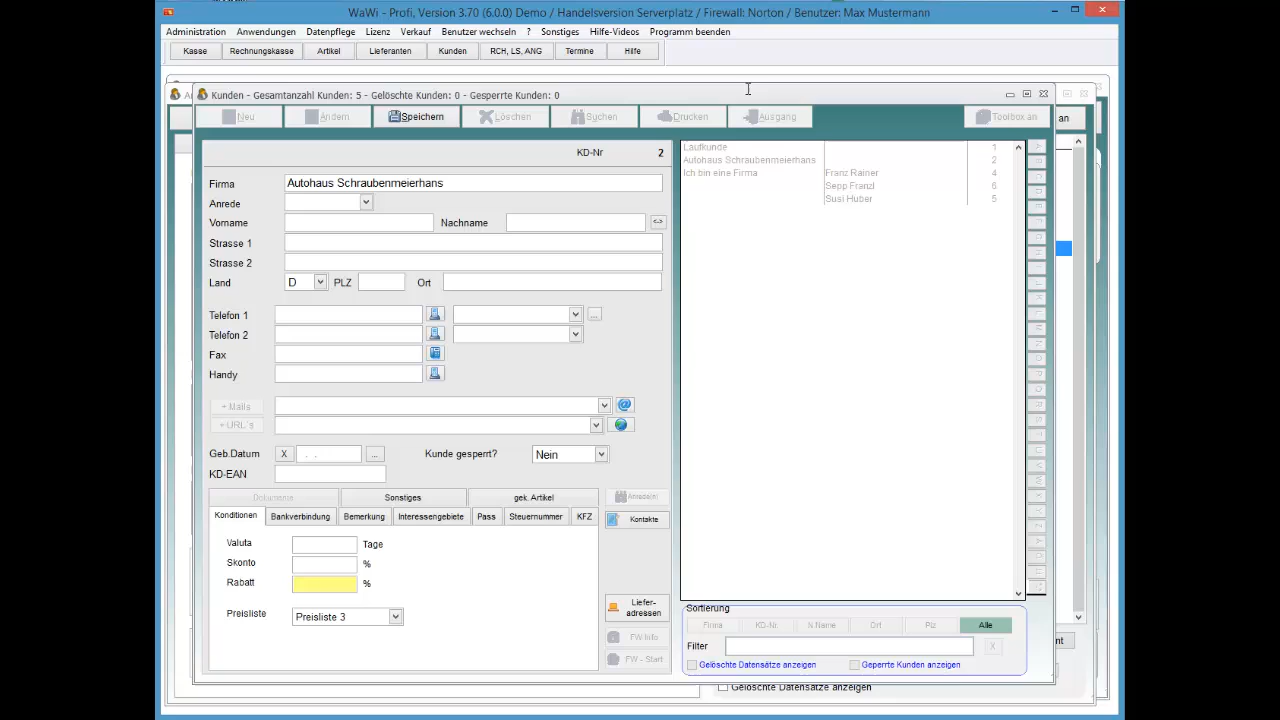 WaWi - Profi, Version 3.70 (6.0.0) Demo / Handelsversion Serverplatz / Firewall: Norton / Benutzer: Max Mustermann
Administration Anwendungen Datenpflege Lizenz Verkauf Benutzer wechseln ? Sonstiges Hilfe-Videos Programm beenden
Kasse Rechnungskasse Artikel Lieferanten Kunden RCH, LS, ANG Termine Hilfe
Kunden - Gesamtanzahl Kunden: 5 - Gelöschte Kunden: 0 - Gesperrte Kunden: 0
Neu Ändern Speichern Löschen Suchen Drucken Ausgang Toolbox an an
KD-Nr 2
Firma Autohaus Schraubenmeierhans
Anrede
Vorname Nachname <->
Strasse 1
Strasse 2
Land D PLZ Ort
Telefon 1 ...
Telefon 2
Fax
Handy
+ Mails
+ URL's
Geb.Datum X . . ... Kunde gesperrt? Nein
KD-EAN
Dokumente Sonstiges gek. Artikel
Konditionen Bankverbindung Bemerkung Interessengebiete Pass Steuernummer KFZ
Valuta Tage
Skonto %
Rabatt %
Preisliste Preisliste 3
Anrede(n)
Kontakte
Liefer-
adressen
FW Info
FW - Start
Laufkunde 1
Autohaus Schraubenmeierhans 2
Ich bin eine Firma Franz Rainer 4
Sepp Franzl 6
Susi Huber 5
Sortierung
Firma KD-Nr. N.Name Ort Plz Alle
Filter X
Gelöschte Datensätze anzeigen Geperrte Kunden anzeigen
Gelöschte Datensätze anzeigen